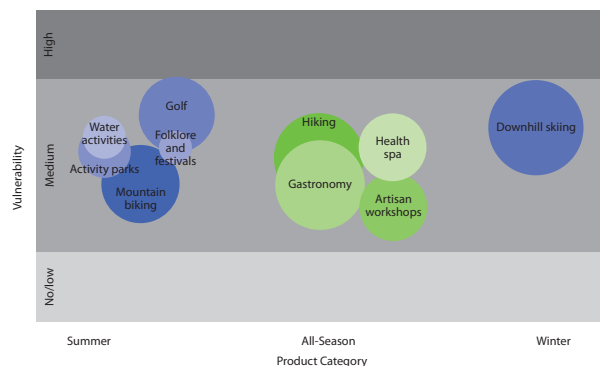 High
Medium
No/low
Vulnerability
Golf
Water
activities
Folklore
and
festivals
Activity parks
Mountain
biking
Hiking
Health
spa
Gastronomy
Artisan
workshops
Downhill skiing
Summer
All-Season
Winter
Product Category